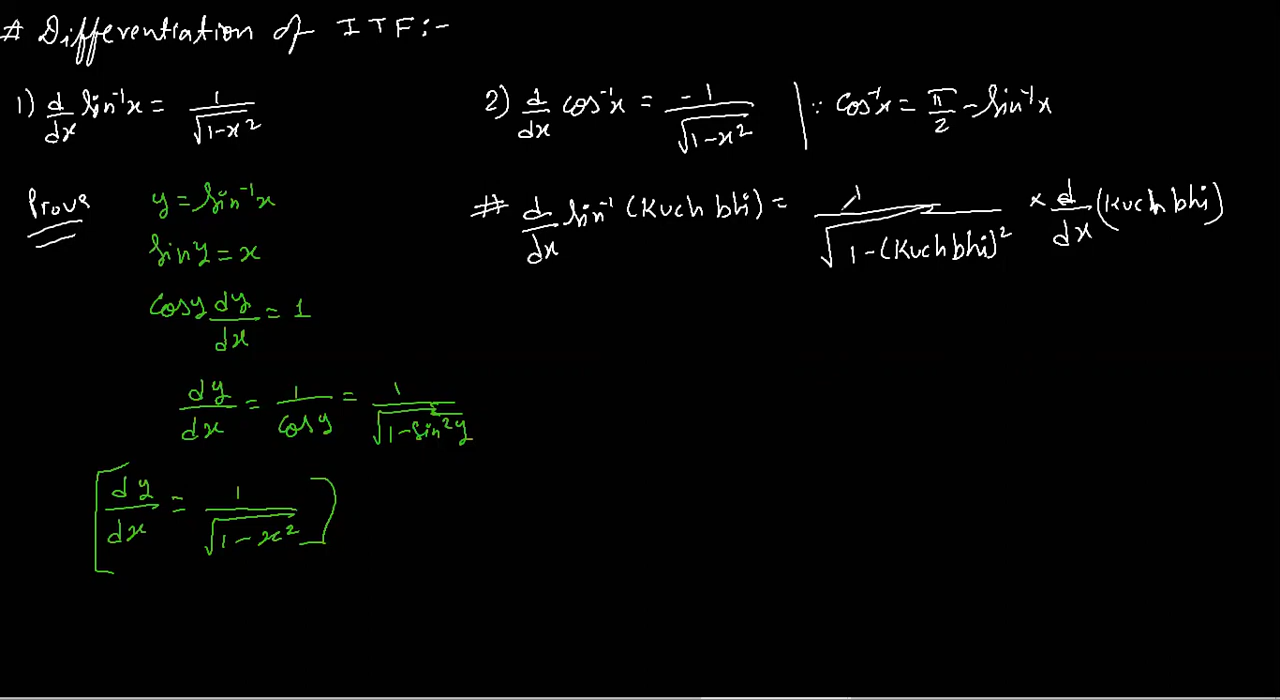 # Differentiation of ITF:-
1) d/dx sin⁻¹x = 1/√(1-x²)
2) d/dx cos⁻¹x = -1/√(1-x²) | ∵ cos⁻¹x = π/2 - sin⁻¹x
Prove
y = sin⁻¹x
sin y = x
cos y dy/dx = 1
dy/dx = 1/cos y = 1/√(1-sin²y)
[dy/dx = 1/√(1-x²)]
# d/dx sin⁻¹(Kuch bhi) = 1/√(1-(Kuch bhi)²) × d/dx (Kuch bhi)